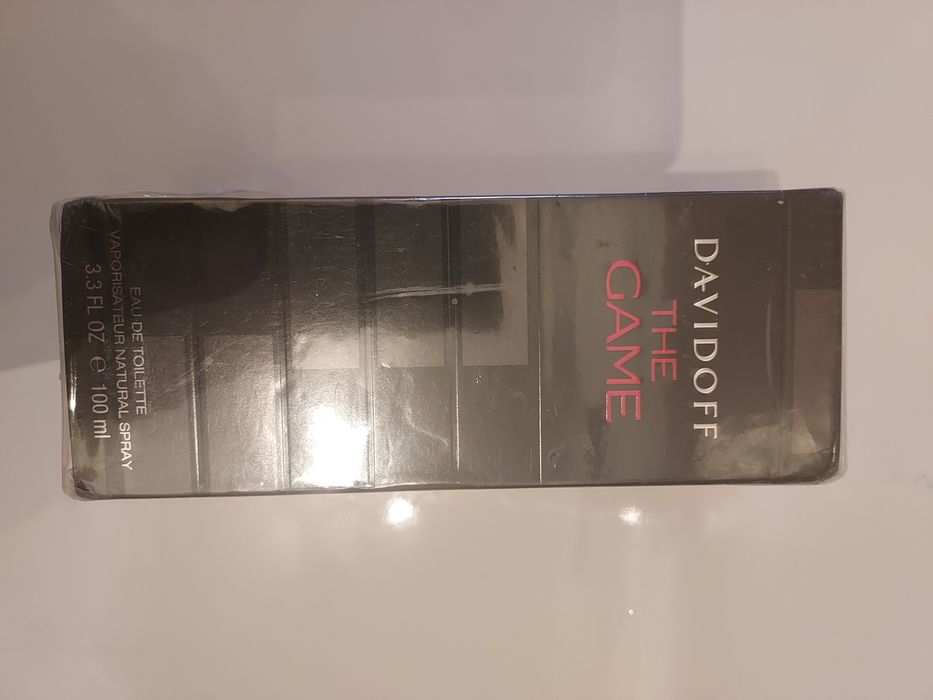 DAVIDOFF
THE
GAME
EAU DE TOILETTE
VAPORISATEUR NATURAL SPRAY
3.3 FL OZ e 100 ml